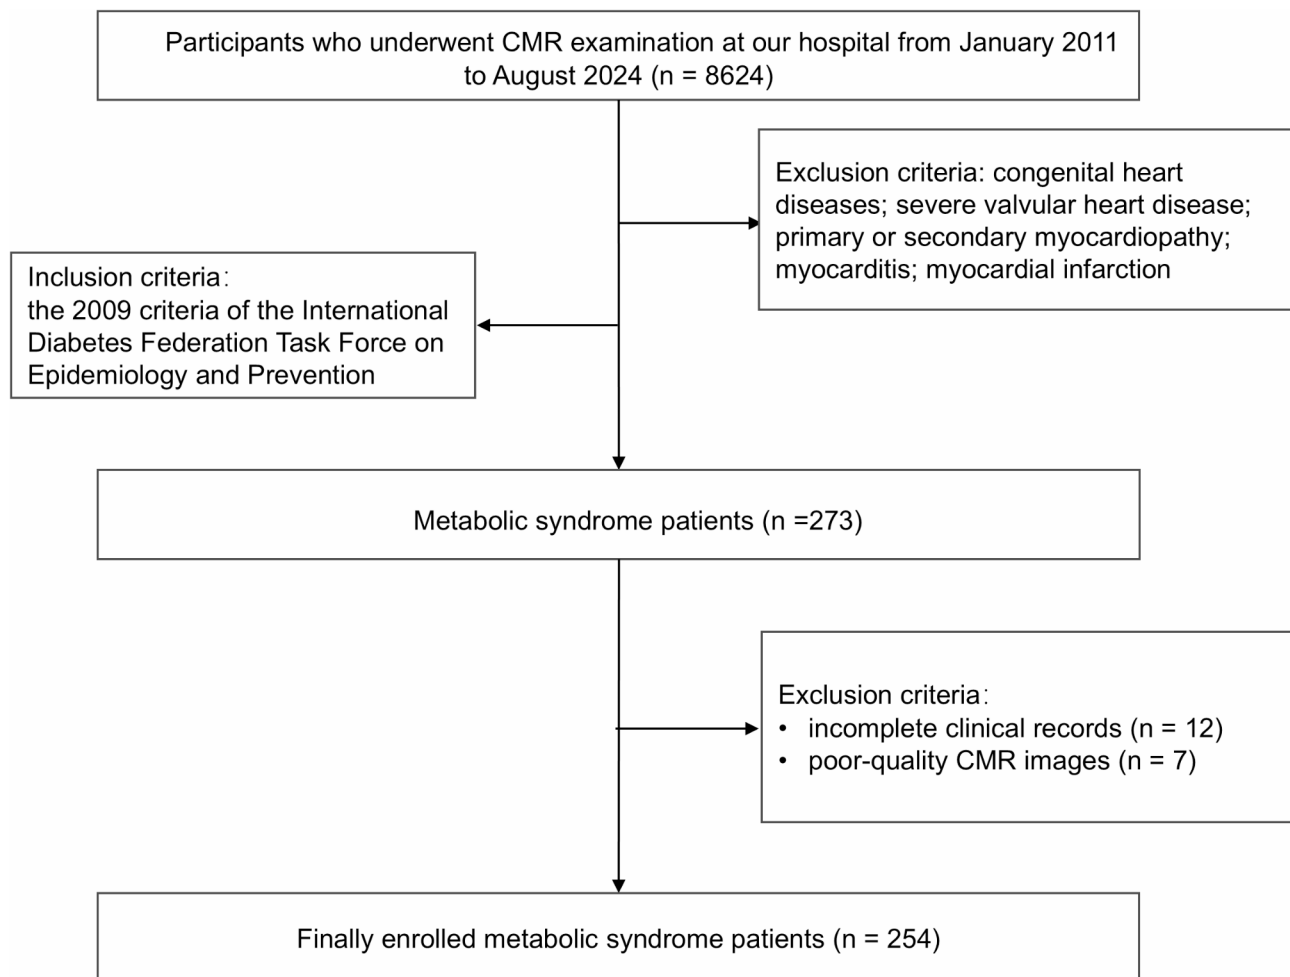 Participants who underwent CMR examination at our hospital from January 2011
to August 2024 (n = 8624)
Exclusion criteria: congenital heart
diseases; severe valvular heart disease;
primary or secondary myocardiopathy;
myocarditis; myocardial infarction
Inclusion criteria:
the 2009 criteria of the International
Diabetes Federation Task Force on
Epidemiology and Prevention
Metabolic syndrome patients (n =273)
Exclusion criteria:
• incomplete clinical records (n = 12)
• poor-quality CMR images (n = 7)
Finally enrolled metabolic syndrome patients (n = 254)